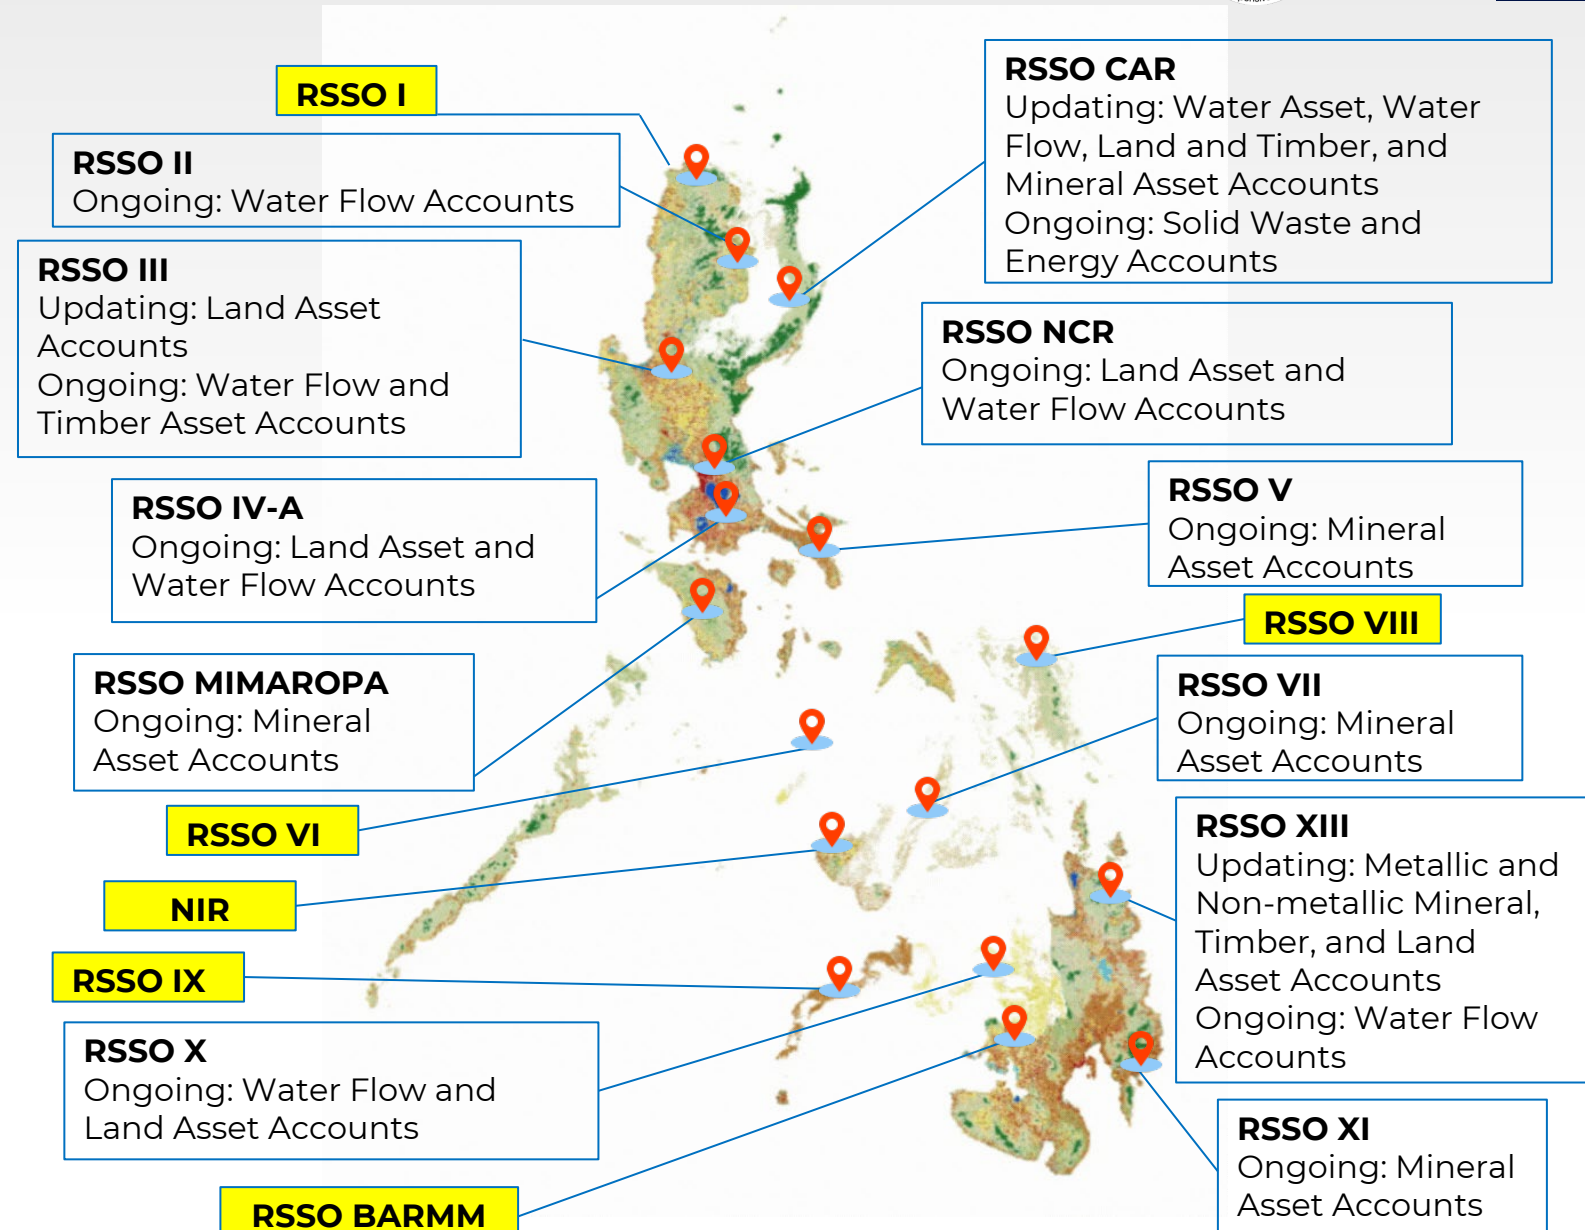 RSSO I
RSSO II
Ongoing: Water Flow Accounts
RSSO III
Updating: Land Asset
Accounts
Ongoing: Water Flow and
Timber Asset Accounts
RSSO IV-A
Ongoing: Land Asset and
Water Flow Accounts
RSSO MIMAROPA
Ongoing: Mineral
Asset Accounts
RSSO VI
NIR
RSSO IX
RSSO X
Ongoing: Water Flow and
Land Asset Accounts
RSSO BARMM
RSSO CAR
Updating: Water Asset, Water
Flow, Land and Timber, and
Mineral Asset Accounts
Ongoing: Solid Waste and
Energy Accounts
RSSO NCR
Ongoing: Land Asset and
Water Flow Accounts
RSSO V
Ongoing: Mineral
Asset Accounts
RSSO VIII
RSSO VII
Ongoing: Mineral
Asset Accounts
RSSO XIII
Updating: Metallic and
Non-metallic Mineral,
Timber, and Land
Asset Accounts
Ongoing: Water Flow
Accounts
RSSO XI
Ongoing: Mineral
Asset Accounts